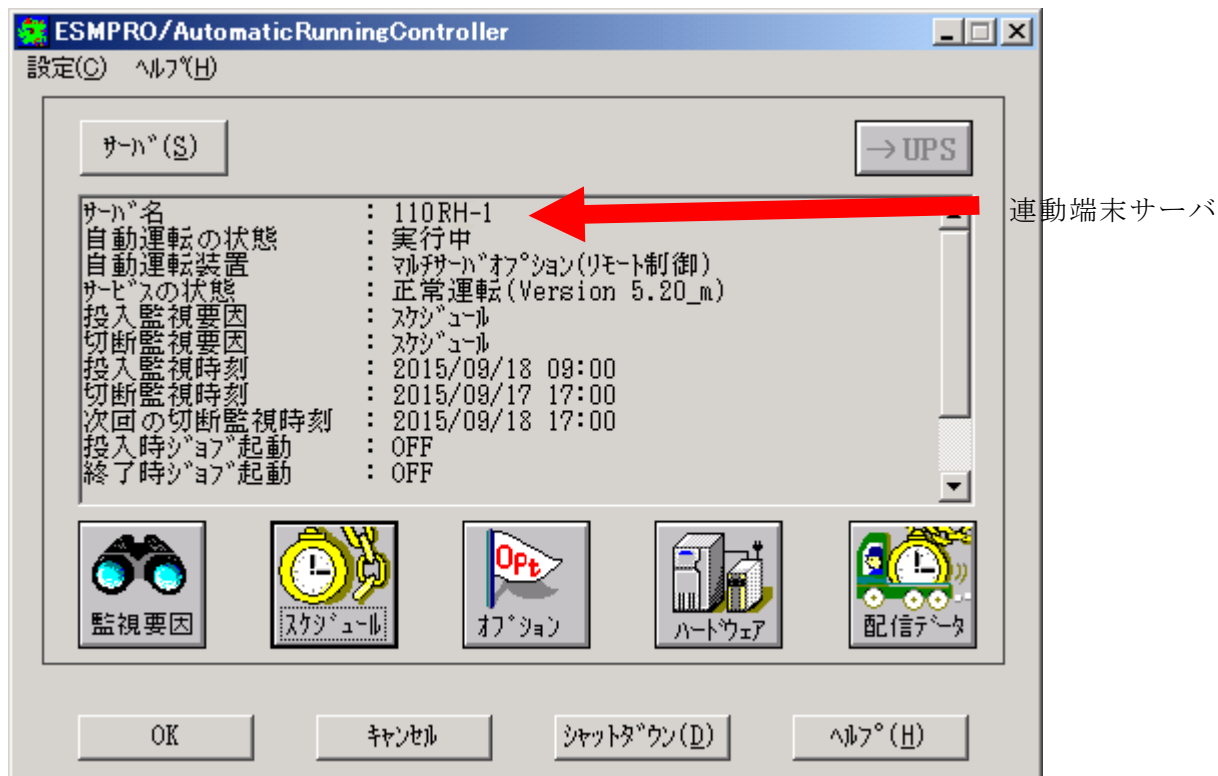 ESMPRO/AutomaticRunningController
設定(C) ﾍﾙﾌﾟ(H)
ｻｰﾊﾞ(S)
→UPS
ｻｰﾊﾞ名 : 110RH-1
連動端末サーバ
自動運転の状態 : 実行中
自動運転装置 : ﾏﾙﾁｻｰﾊﾞｵﾌﾟｼｮﾝ(ﾘﾓｰﾄ制御)
ｻｰﾋﾞｽの状態 : 正常運転(Version 5.20_m)
投入監視要因 : ｽｹｼﾞｭｰﾙ
切断監視要因 : ｽｹｼﾞｭｰﾙ
投入監視時刻 : 2015/09/18 09:00
切断監視時刻 : 2015/09/17 17:00
次回の切断監視時刻 : 2015/09/18 17:00
投入時ｼﾞｮﾌﾞ起動 : OFF
終了時ｼﾞｮﾌﾞ起動 : OFF
Opt
監視要因 ｽｹｼﾞｭｰﾙ ｵﾌﾟｼｮﾝ ﾊｰﾄﾞｳｪｱ 配信ﾃﾞｰﾀ
OK ｷｬﾝｾﾙ ｼｬｯﾄﾀﾞｳﾝ(D) ﾍﾙﾌﾟ(H)